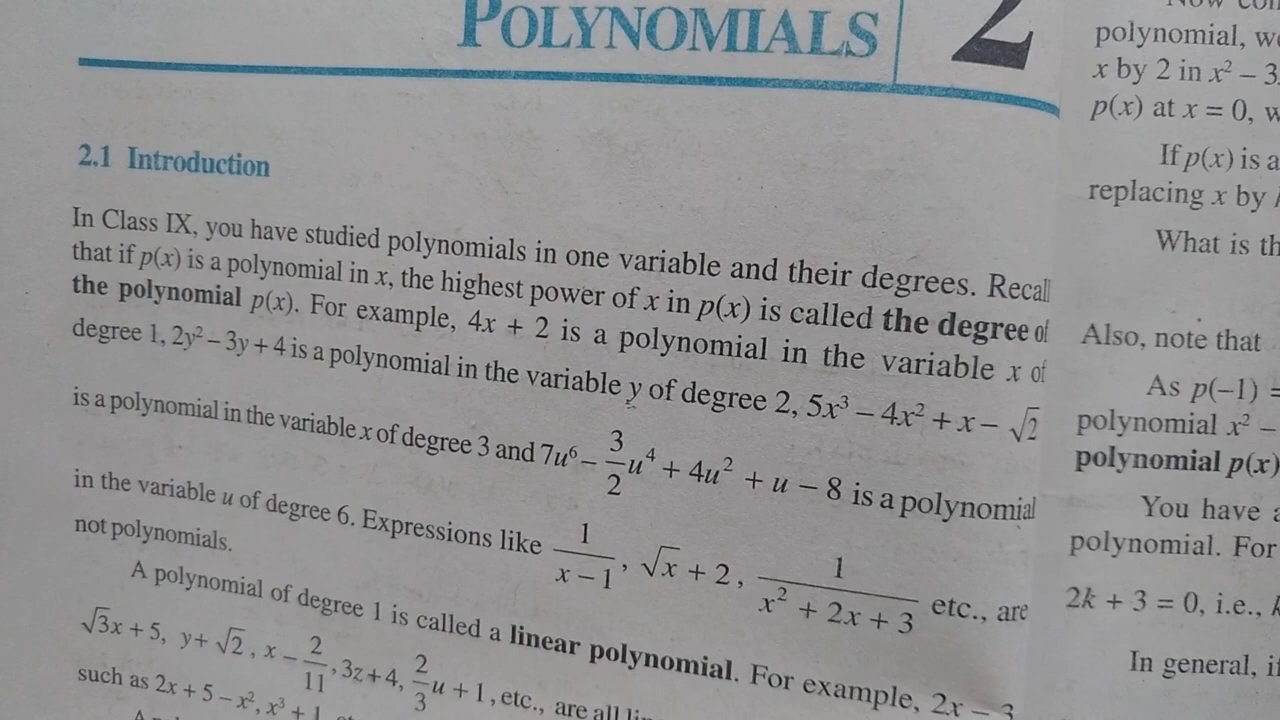 POLYNOMIALS 2
2.1 Introduction
In Class IX, you have studied polynomials in one variable and their degrees. Recall
that if p(x) is a polynomial in x, the highest power of x in p(x) is called the degree of
the polynomial p(x). For example, 4x + 2 is a polynomial in the variable x of
degree 1, 2y² – 3y + 4 is a polynomial in the variable y of degree 2, 5x³ – 4x² + x – √2
is a polynomial in the variable x of degree 3 and 7u⁶ – 3/2 u⁴ + 4u² + u – 8 is a polynomial
in the variable u of degree 6. Expressions like 1/(x – 1), √x + 2, 1/(x² + 2x + 3) etc., are
not polynomials.
A polynomial of degree 1 is called a linear polynomial. For example, 2x – 3,
√3x + 5, y + √2, x – 2/11, 3z + 4, 2/3 u + 1, etc., are all
such as 2x + 5 – x², x³ + 1,
polynomial,
x by 2 in x² – 3
p(x) at x = 0,
If p(x) is a
replacing x by
What is
Also, note that
As p(–1) =
polynomial x² –
polynomial p(x)
You have
polynomial. For
2k + 3 = 0, i.e.,
In general,